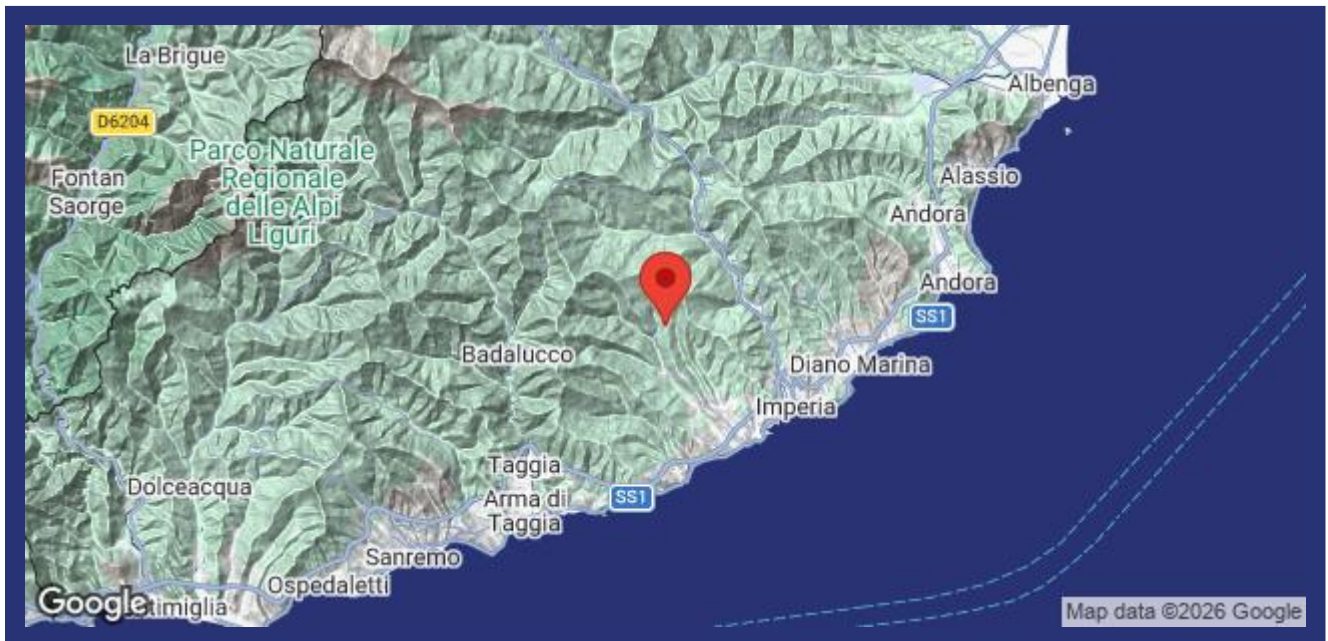 La Brigue
Albenga
D6204
Parco Naturale
Regionale
delle Alpi
Liguri
Fontan
Saorge
Alassio
Andora
Andora
SS1
Badalucco
Diano Marina
Imperia
Taggia
Dolceacqua
SS1
Arma di
Taggia
Sanremo
Ospedaletti
Google
timiglia
Map data ©2026 Google